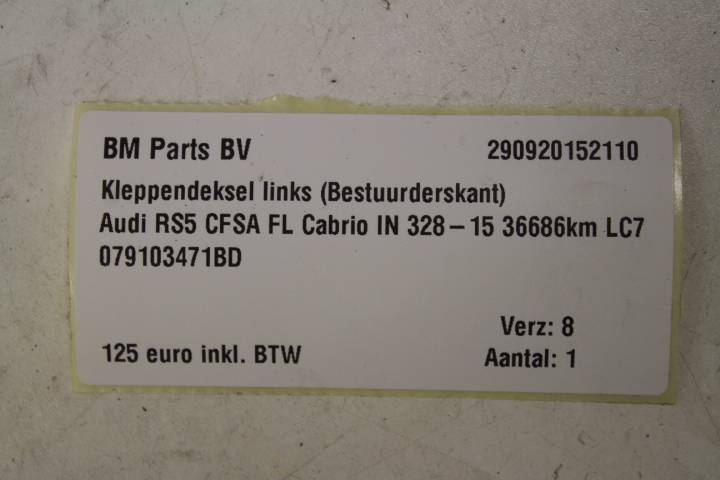 BM Parts BV 290920152110
Kleppendeksel links (Bestuurderskant)
Audi RS5 CFSA FL Cabrio IN 328 – 15 36686km LC7
079103471BD
Verz: 8
125 euro inkl. BTW Aantal: 1